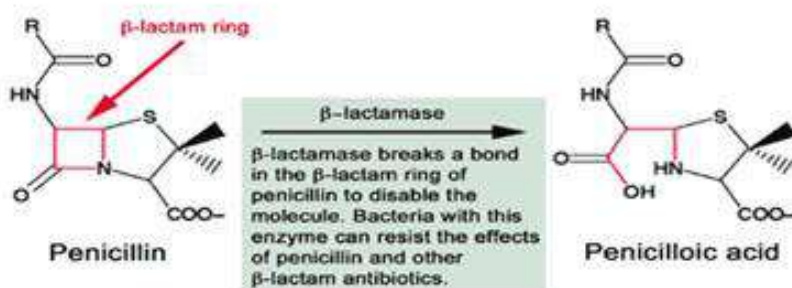 β-lactam ring
R
O
HN
S
N
O
COO–
Penicillin
β-lactamase
β-lactamase breaks a bond
in the β-lactam ring of
penicillin to disable the
molecule. Bacteria with this
enzyme can resist the effects
of penicillin and other
β-lactam antibiotics.
R
O
HN
S
O
OH
HN
COO–
Penicilloic acid